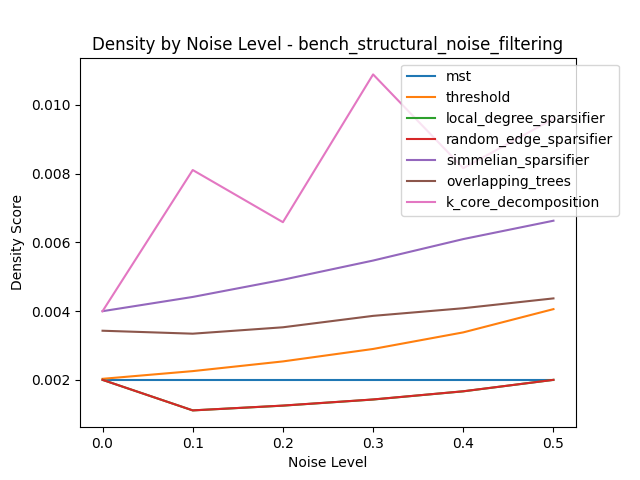 Density by Noise Level - bench_structural_noise_filtering
mst
threshold
local_degree_sparsifier
random_edge_sparsifier
simmelian_sparsifier
overlapping_trees
k_core_decomposition
Density Score
0.010
0.008
0.006
0.004
0.002
0.0 0.1 0.2 0.3 0.4 0.5
Noise Level